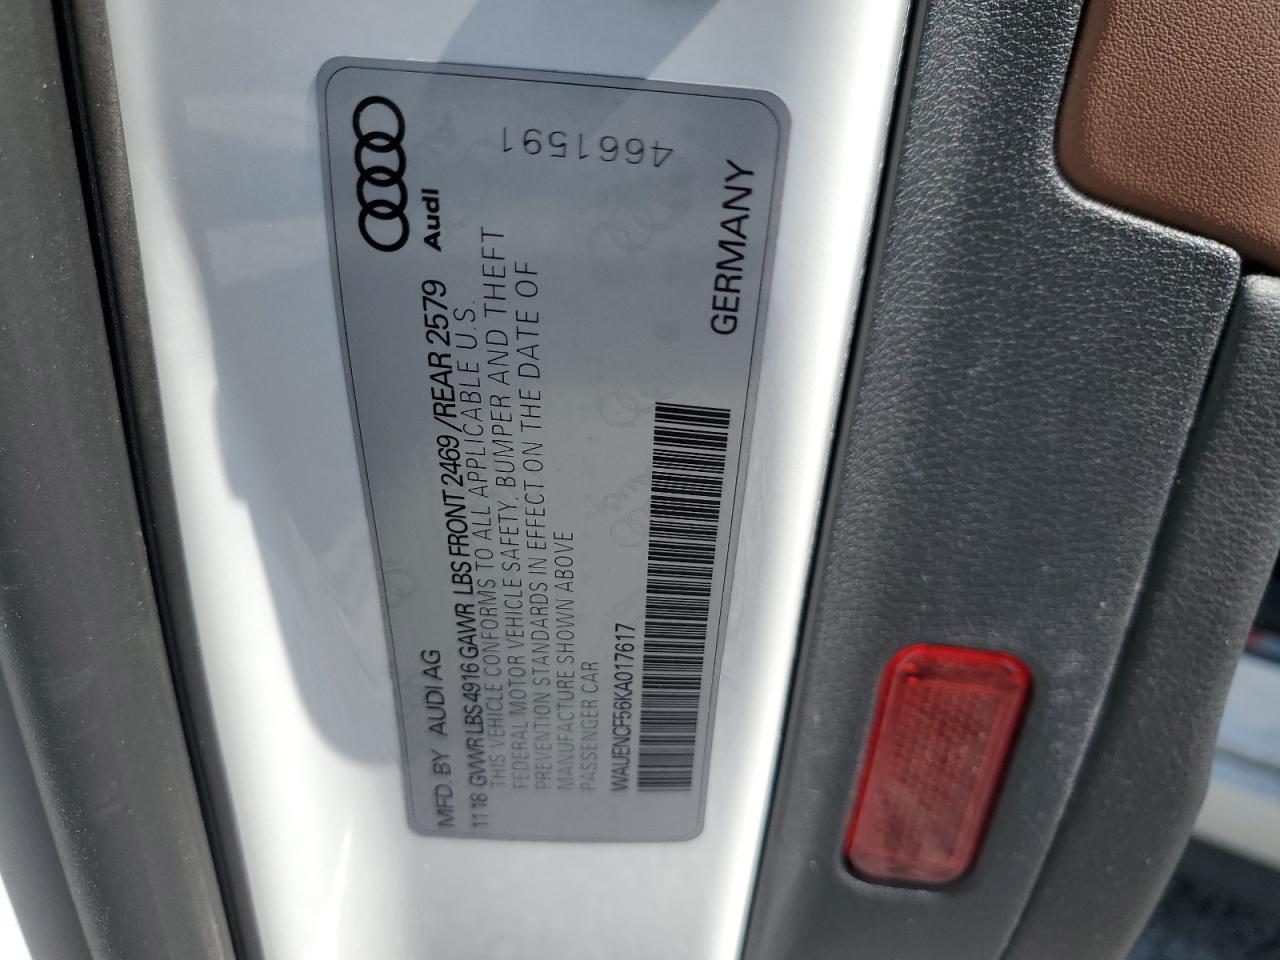 MFD. BY AUDI AG
Audi
11 18 GVWR LBS 4916 GAWR LBS FRONT 2469 / REAR 2579
THIS VEHICLE CONFORMS TO ALL APPLICABLE U.S.
FEDERAL MOTOR VEHICLE SAFETY, BUMPER AND THEFT
PREVENTION STANDARDS IN EFFECT ON THE DATE OF
MANUFACTURE SHOWN ABOVE
PASSENGER CAR
4661591
WAUENCF56KA017617
GERMANY